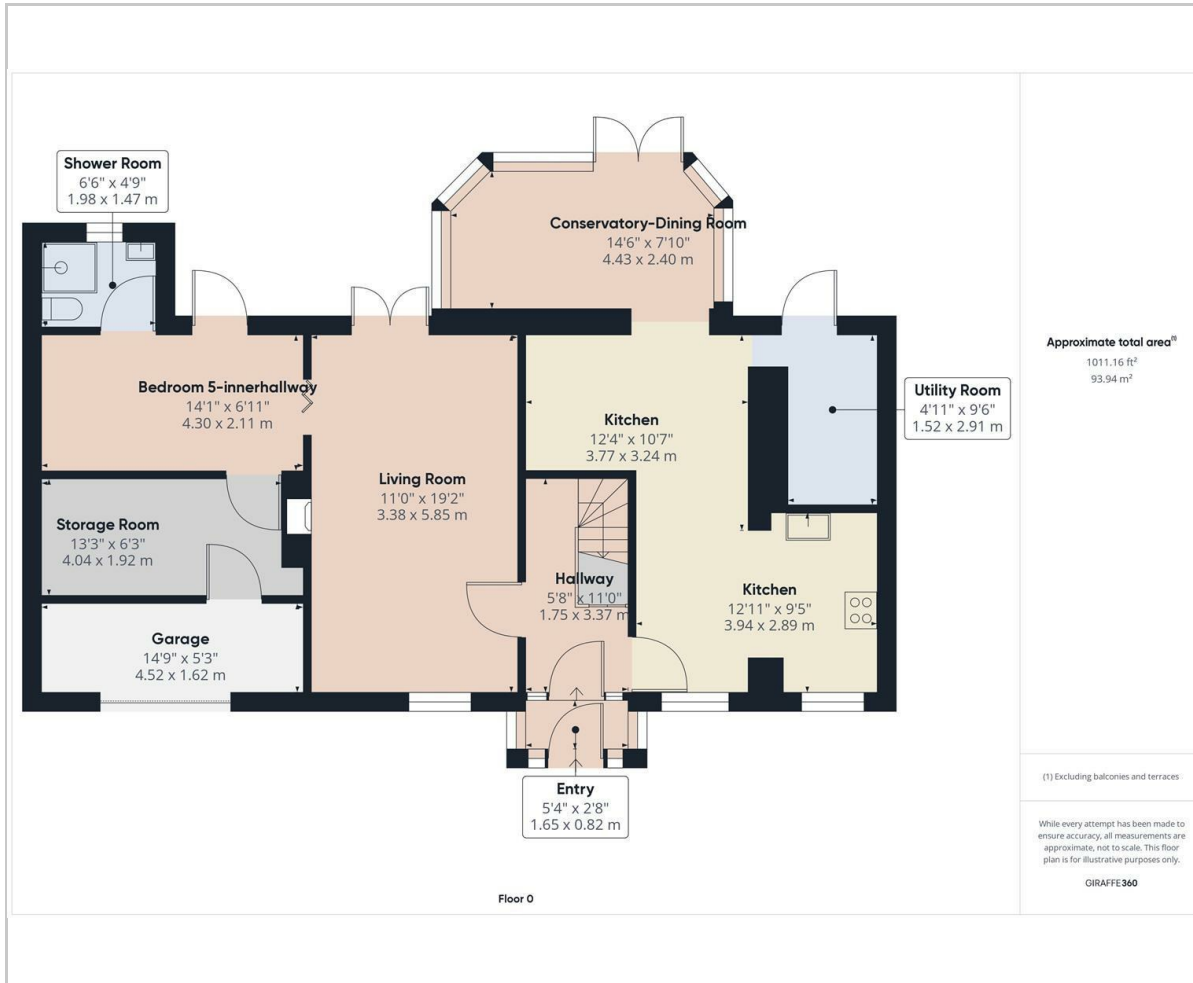 Shower Room
6'6" x 4'9"
1.98 x 1.47 m
Conservatory-Dining Room
14'6" x 7'10"
4.43 x 2.40 m
Bedroom 5-innerhallway
14'1" x 6'11"
4.30 x 2.11 m
Kitchen
12'4" x 10'7"
3.77 x 3.24 m
Utility Room
4'11" x 9'6"
1.52 x 2.91 m
Living Room
11'0" x 19'2"
3.38 x 5.85 m
Storage Room
13'3" x 6'3"
4.04 x 1.92 m
Hallway
5'8" x 11'0"
1.75 x 3.37 m
Kitchen
12'11" x 9'5"
3.94 x 2.89 m
Garage
14'9" x 5'3"
4.52 x 1.62 m
Entry
5'4" x 2'8"
1.65 x 0.82 m
Floor 0
Approximate total area(1)
1011.16 ft²
93.94 m²
(1) Excluding balconies and terraces
While every attempt has been made to
ensure accuracy, all measurements are
approximate, not to scale. This floor
plan is for illustrative purposes only.
GIRAFFE360